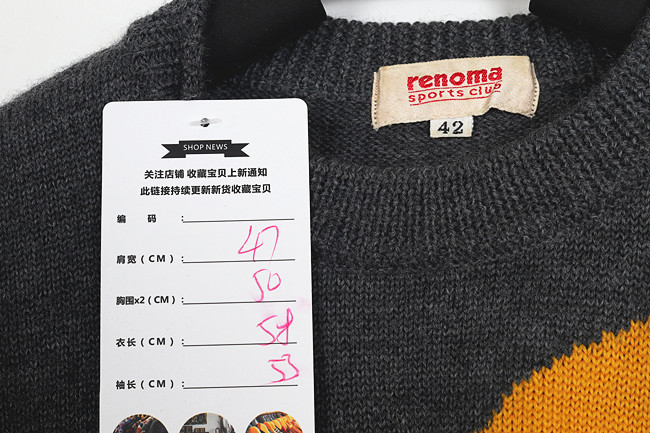 renoma
sports club
42
SHOP NEWS
关注店铺 收藏宝贝上新通知
此链接持续更新新货收藏宝贝
编 码：
肩宽(CM)：47
胸围x2(CM)：50
衣长(CM)：58
袖长(CM)：53